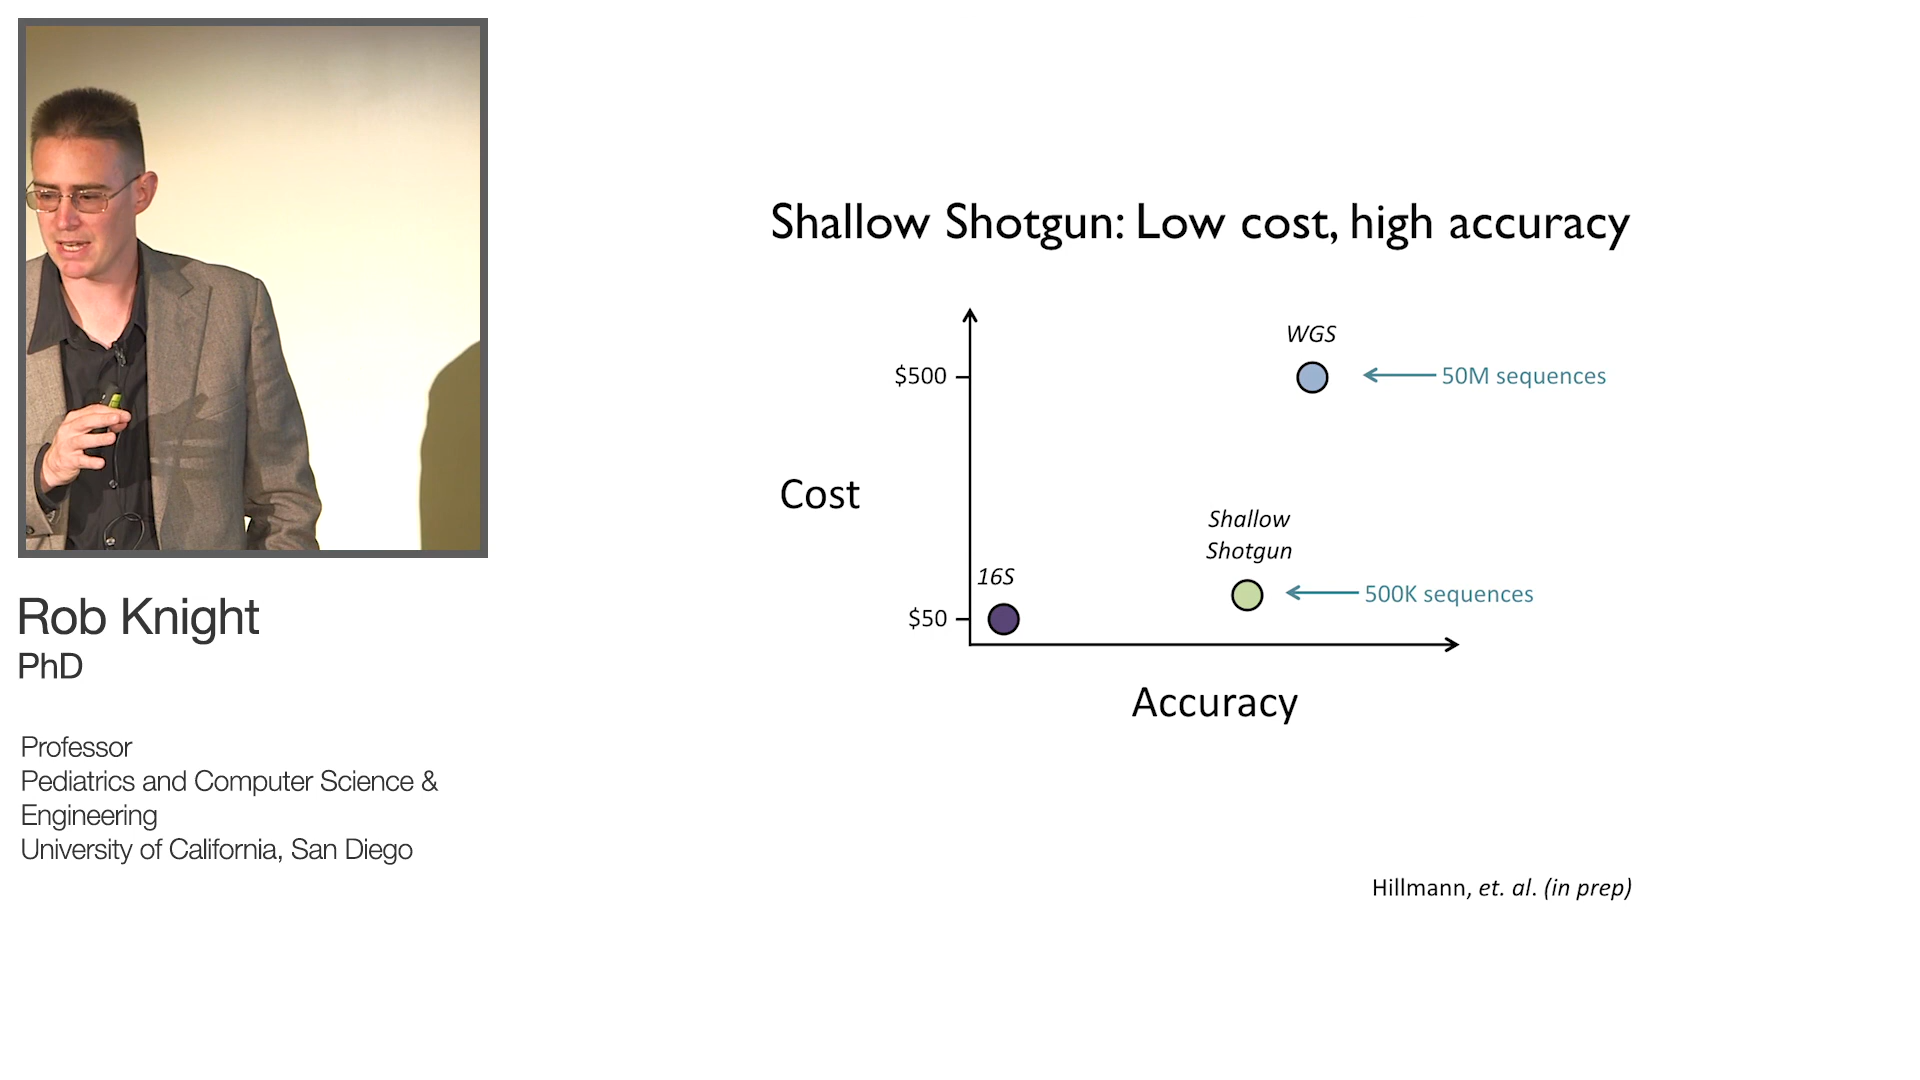 Rob Knight
PhD
Professor
Pediatrics and Computer Science &
Engineering
University of California, San Diego
Shallow Shotgun: Low cost, high accuracy
WGS
$500
50M sequences
Cost
Shallow
Shotgun
16S
500K sequences
$50
Accuracy
Hillmann, et. al. (in prep)